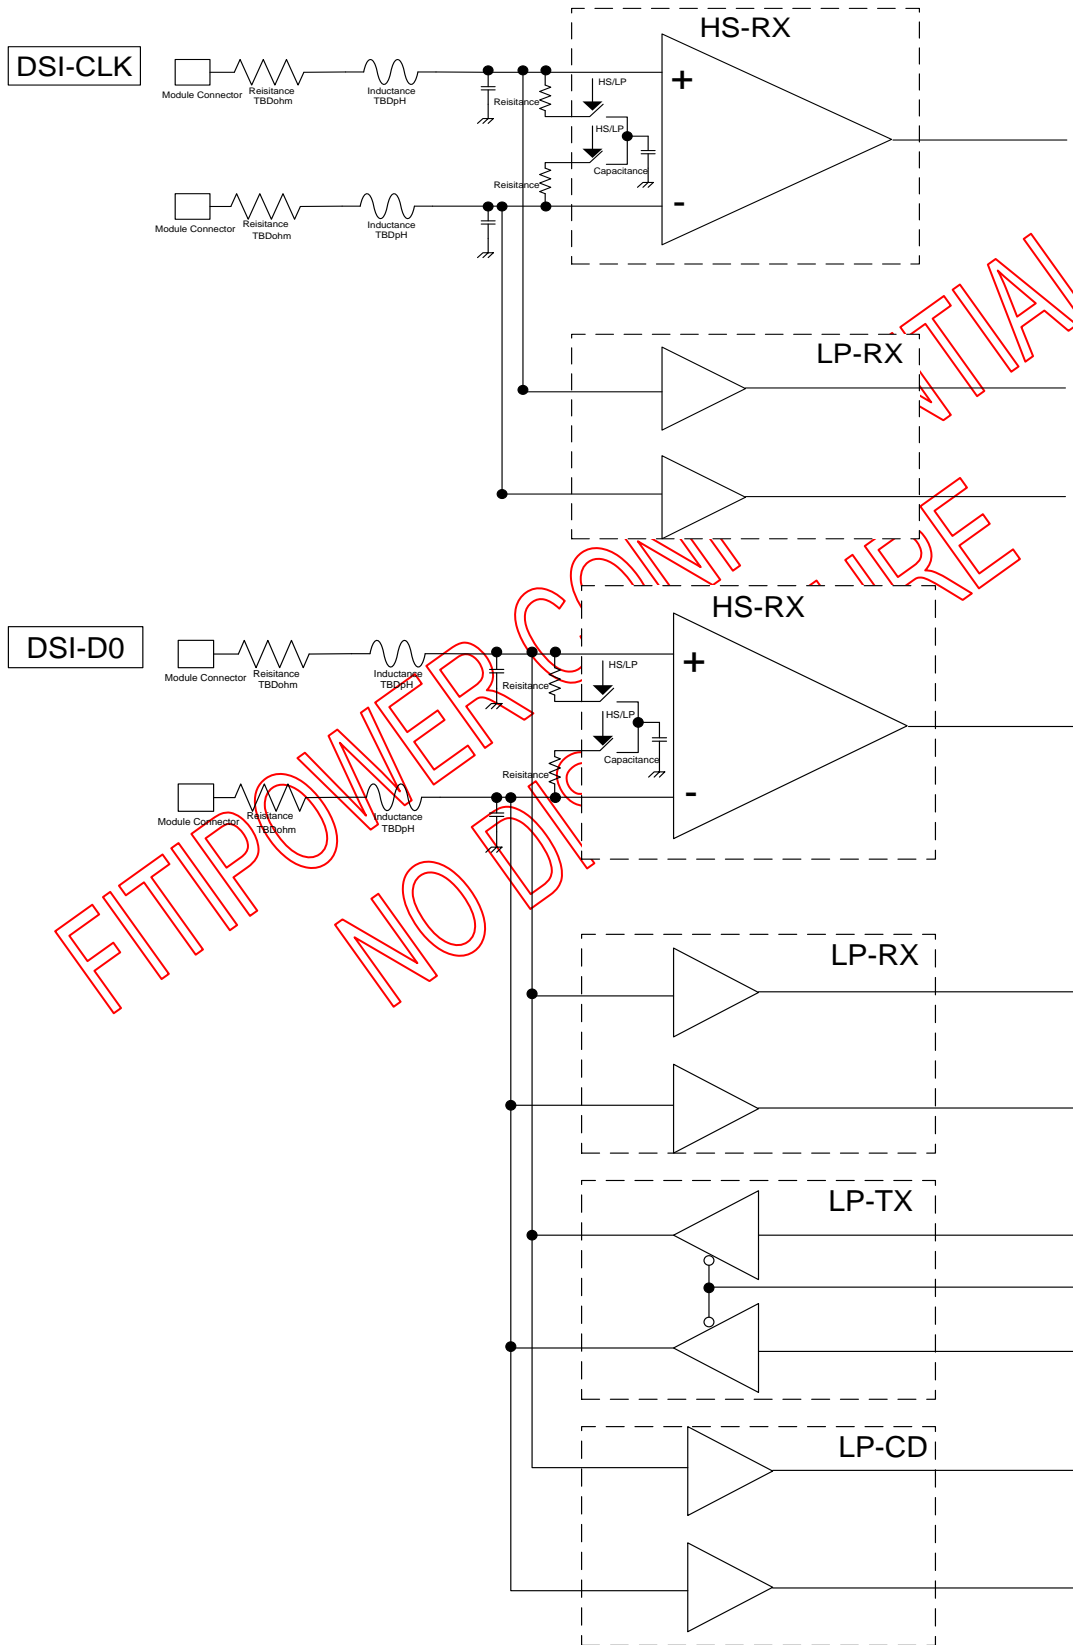 HS-RX
DSI-CLK
Module Connector
Reisitance
TBDohm
Inductance
TBDpH
Reisitance
HS/LP
HS/LP
Reisitance
Capacitance
Module Connector
Reisitance
TBDohm
Inductance
TBDpH
+
-
LP-RX
HS-RX
DSI-D0
Module Connector
Reisitance
TBDohm
Inductance
TBDpH
Reisitance
HS/LP
HS/LP
Reisitance
Capacitance
Module Connector
Reisitance
TBDohm
Inductance
TBDpH
+
-
LP-RX
LP-TX
LP-CD
FITIPOWER
NO